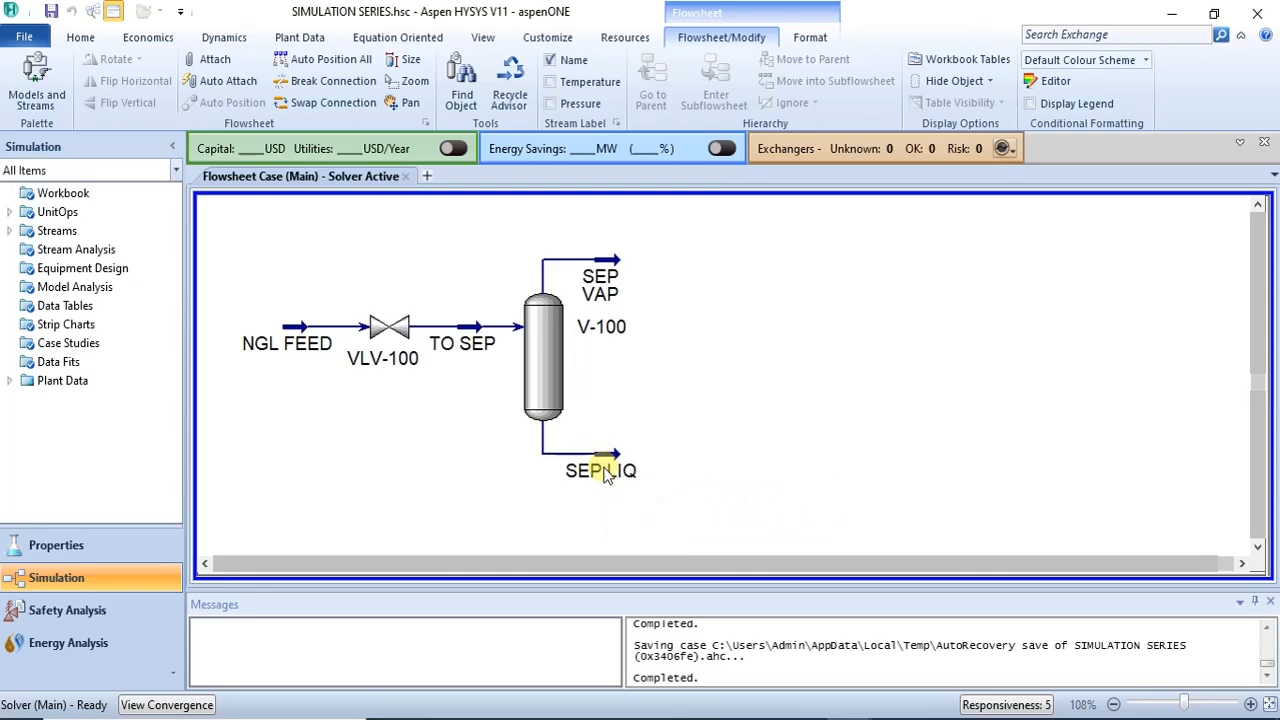 SIMULATION SERIES.hsc - Aspen HYSYS V11 - aspenONE
Flowsheet
File
Home
Economics
Dynamics
Plant Data
Equation Oriented
View
Customize
Resources
Flowsheet/Modify
Format
Search Exchange
Models and
Streams
Palette
Rotate
Flip Horizontal
Flip Vertical
Attach
Auto Attach
Auto Position
Auto Position All
Break Connection
Swap Connection
Size
Zoom
Pan
Flowsheet
Find
Object
Recycle
Advisor
Tools
Name
Temperature
Pressure
Stream Label
Go to
Parent
Enter
Subflowsheet
Move to Parent
Move into Subflowsheet
Ignore
Hierarchy
Workbook Tables
Hide Object
Table Visibility
Display Options
Default Colour Scheme
Editor
Display Legend
Conditional Formatting
Simulation
All Items
Capital: ____USD Utilities: ____USD/Year
Energy Savings: ____MW (____%)
Exchangers - Unknown: 0 OK: 0 Risk: 0
Flowsheet Case (Main) - Solver Active
Workbook
UnitOps
Streams
Stream Analysis
Equipment Design
Model Analysis
Data Tables
Strip Charts
Case Studies
Data Fits
Plant Data
SEP
VAP
V-100
NGL FEED
VLV-100
TO SEP
SEP LIQ
Properties
Simulation
Safety Analysis
Energy Analysis
Messages
Completed.
Saving case C:\Users\Admin\AppData\Local\Temp\AutoRecovery save of SIMULATION SERIES
(0x3406fe).ahc...
Completed.
Solver (Main) - Ready
View Convergence
Responsiveness: 5
108%